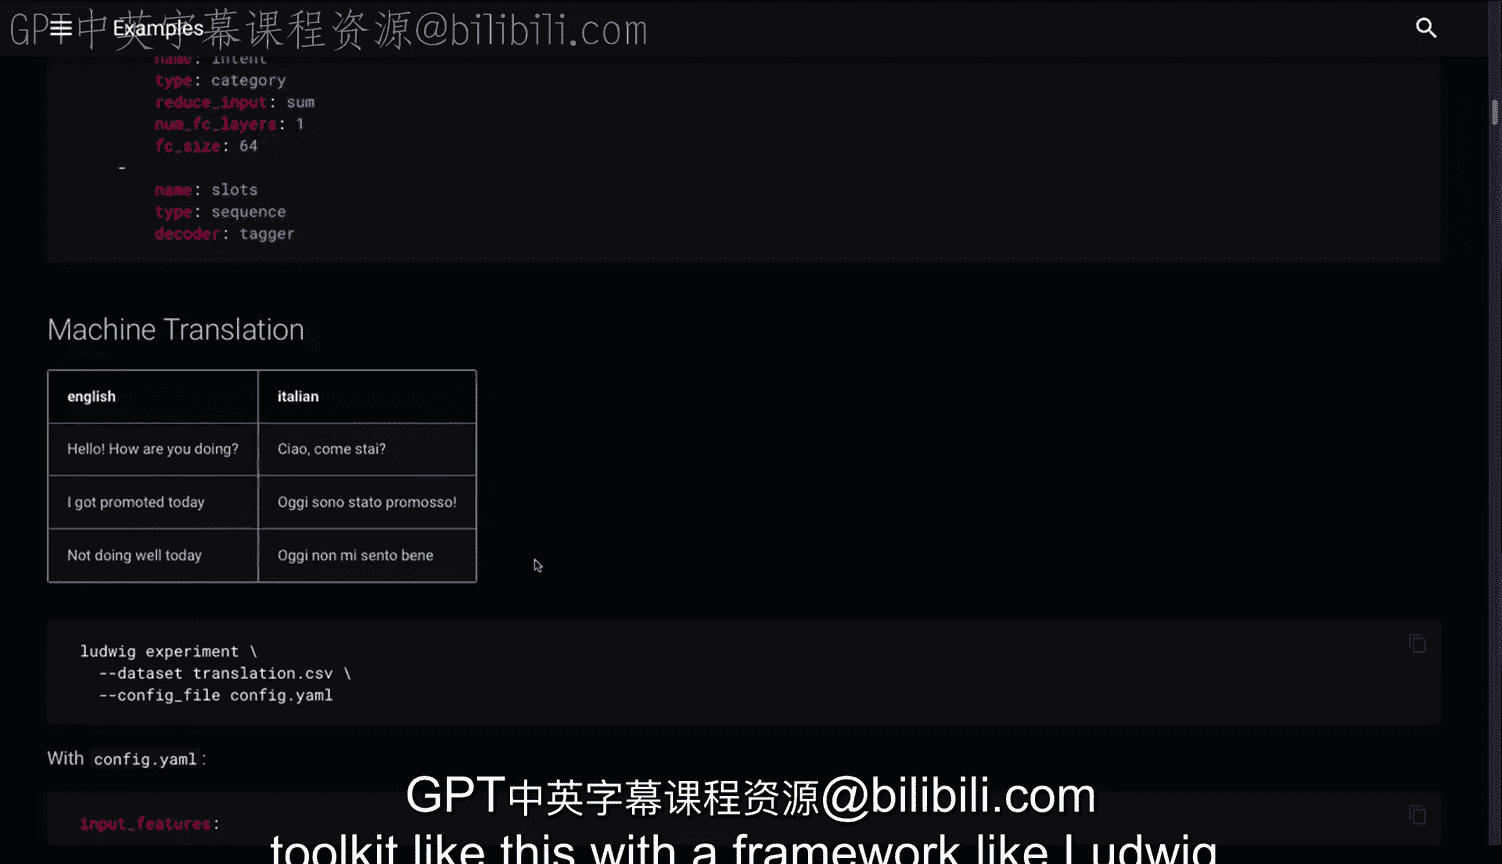 GPT中英字幕课程资源@bilibili.com
Examples
name: intent
type: category
reduce_input: sum
num_fc_layers: 1
fc_size: 64
-
name: slots
type: sequence
decoder: tagger
Machine Translation
english italian
Hello! How are you doing? Ciao, come stai?
I got promoted today Oggi sono stato promosso!
Not doing well today Oggi non mi sento bene
ludwig experiment \
--dataset translation.csv \
--config_file config.yaml
With config.yaml:
input_features:
GPT中英字幕课程资源@bilibili.com
toolkit like this with a framework like Ludwig